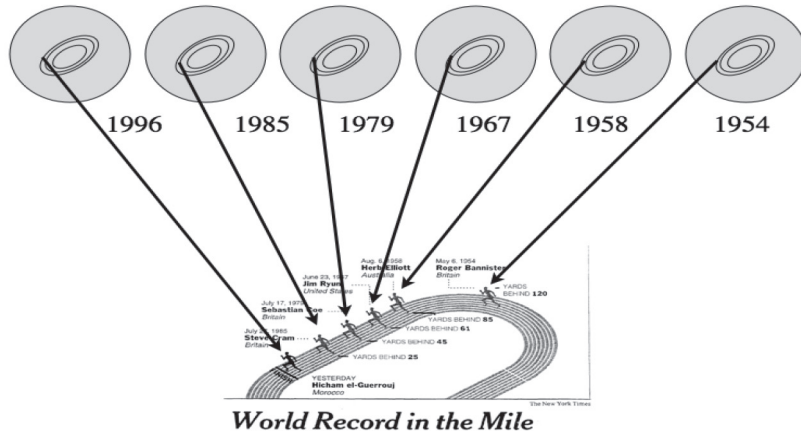 1996
1985
1979
1967
1958
1954
Aug. 6, 1958
Herb Elliott
Australia
May 6, 1954
Roger Bannister
Britain
YARDS
BEHIND 120
June 23, 1967
Jim Ryun
United States
July 17, 1979
Sebastian Coe
Britain
YARDS BEHIND 85
YARDS BEHIND 61
YARDS BEHIND 45
YARDS BEHIND 25
1985
Steve Cram
Britain
FINISH
YESTERDAY
Hicham el-Guerrouj
Morocco
The New York Times
World Record in the Mile